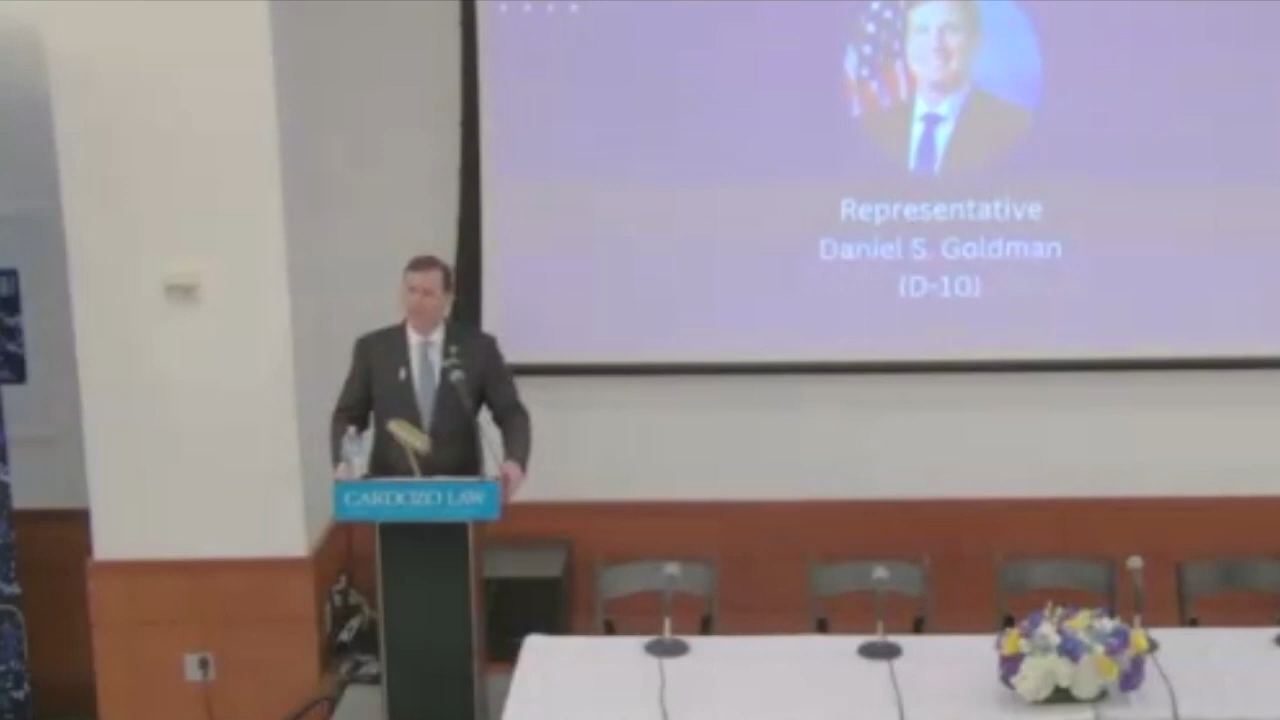 Representative
Daniel S. Goldman
(D-10)
CARDOZO LAW